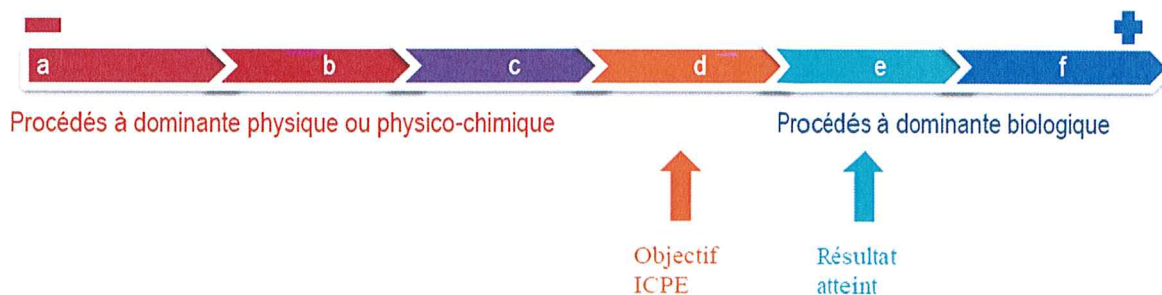 a b c d e f
Procédés à dominante physique ou physico-chimique Procédés à dominante biologique
Objectif
ICPE
Résultat
atteint